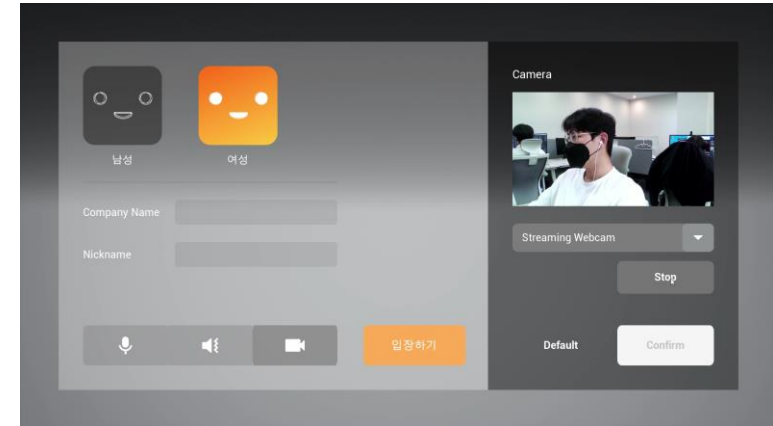 남성
여성
Company Name
Nickname
입장하기
Camera
Streaming Webcam
Stop
Default
Confirm